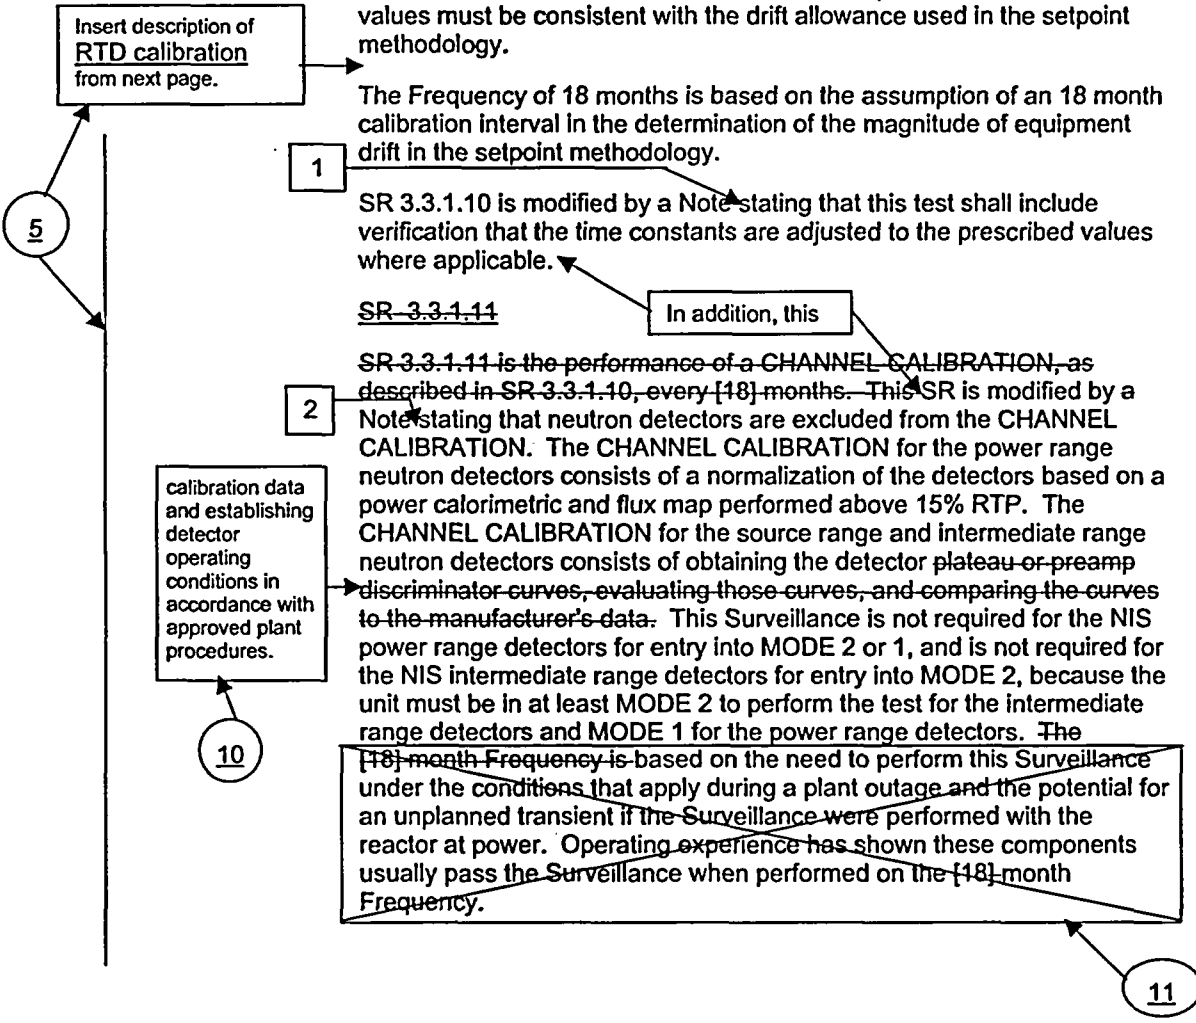 values must be consistent with the drift allowance used in the setpoint
methodology.
Insert description of
RTD calibration
from next page.
The Frequency of 18 months is based on the assumption of an 18 month
calibration interval in the determination of the magnitude of equipment
drift in the setpoint methodology.
1
5
SR 3.3.1.10 is modified by a Note stating that this test shall include
verification that the time constants are adjusted to the prescribed values
where applicable.
In addition, this
SR 3.3.1.11
SR 3.3.1.11 is the performance of a CHANNEL CALIBRATION, as
described in SR 3.3.1.10, every [18] months. This SR is modified by a
2
Note stating that neutron detectors are excluded from the CHANNEL
CALIBRATION. The CHANNEL CALIBRATION for the power range
neutron detectors consists of a normalization of the detectors based on a
power calorimetric and flux map performed above 15% RTP. The
CHANNEL CALIBRATION for the source range and intermediate range
neutron detectors consists of obtaining the detector plateau or preamp
discriminator curves, evaluating those curves, and comparing the curves
to the manufacturer's data. This Surveillance is not required for the NIS
power range detectors for entry into MODE 2 or 1, and is not required for
the NIS intermediate range detectors for entry into MODE 2, because the
unit must be in at least MODE 2 to perform the test for the intermediate
range detectors and MODE 1 for the power range detectors. The
[18] month Frequency is based on the need to perform this Surveillance
under the conditions that apply during a plant outage and the potential for
an unplanned transient if the Surveillance were performed with the
reactor at power. Operating experience has shown these components
usually pass the Surveillance when performed on the [18] month
Frequency.
calibration data
and establishing
detector
operating
conditions in
accordance with
approved plant
procedures.
10
11